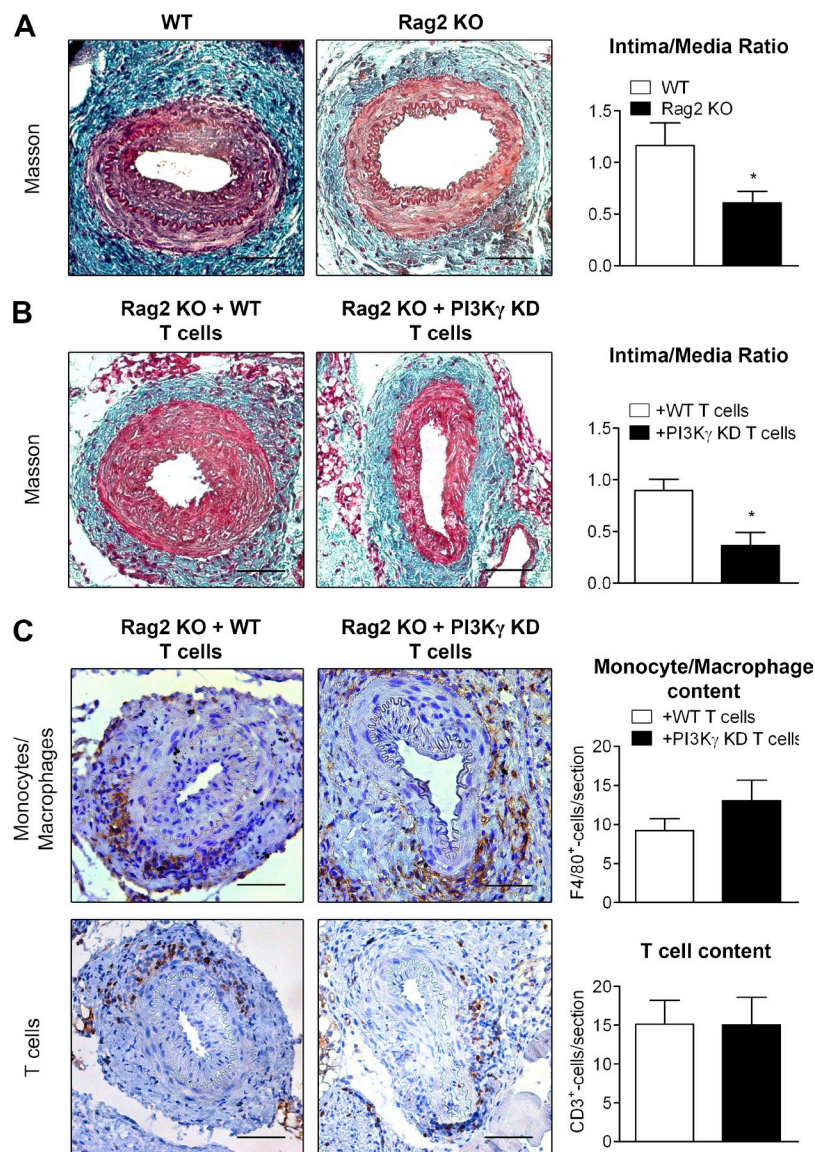 A
WT
Rag2 KO
Masson
Intima/Media Ratio
WT
Rag2 KO
1.5
1.0
0.5
0.0
*
B
Rag2 KO + WT
T cells
Rag2 KO + PI3Kγ KD
T cells
Masson
Intima/Media Ratio
+WT T cells
+PI3Kγ KD T cells
1.5
1.0
0.5
0.0
*
C
Rag2 KO + WT
T cells
Rag2 KO + PI3Kγ KD
T cells
Monocytes/
Macrophages
Monocyte/Macrophage
content
+WT T cells
+PI3Kγ KD T cells
F4/80⁺-cells/section
20
15
10
5
0
T cells
T cell content
CD3⁺-cells/section
20
15
10
5
0